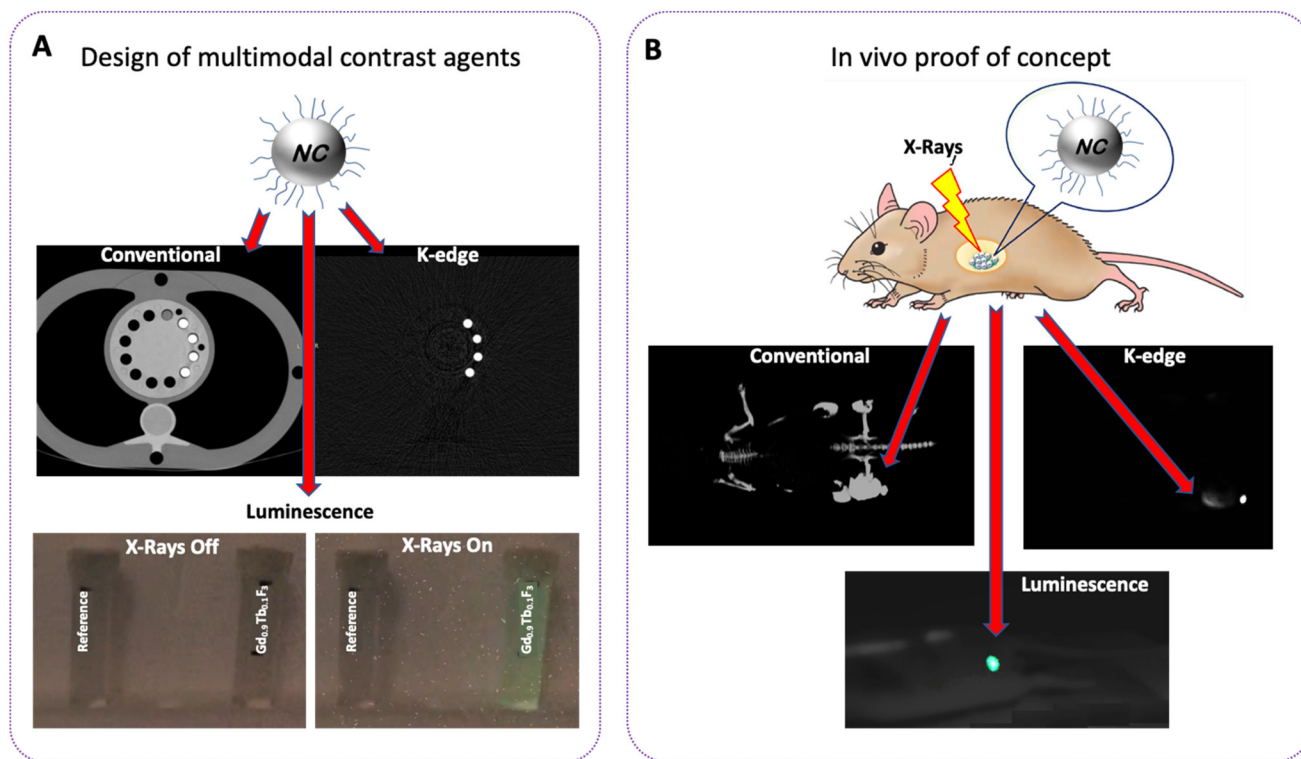 A
Design of multimodal contrast agents
NC
Conventional
K-edge
L R
Luminescence
X-Rays Off
X-Rays On
Reference
Gd0.9Tb0.1F3
Reference
Gd0.9Tb0.1F3
B
In vivo proof of concept
NC
X-Rays
Conventional
K-edge
Luminescence